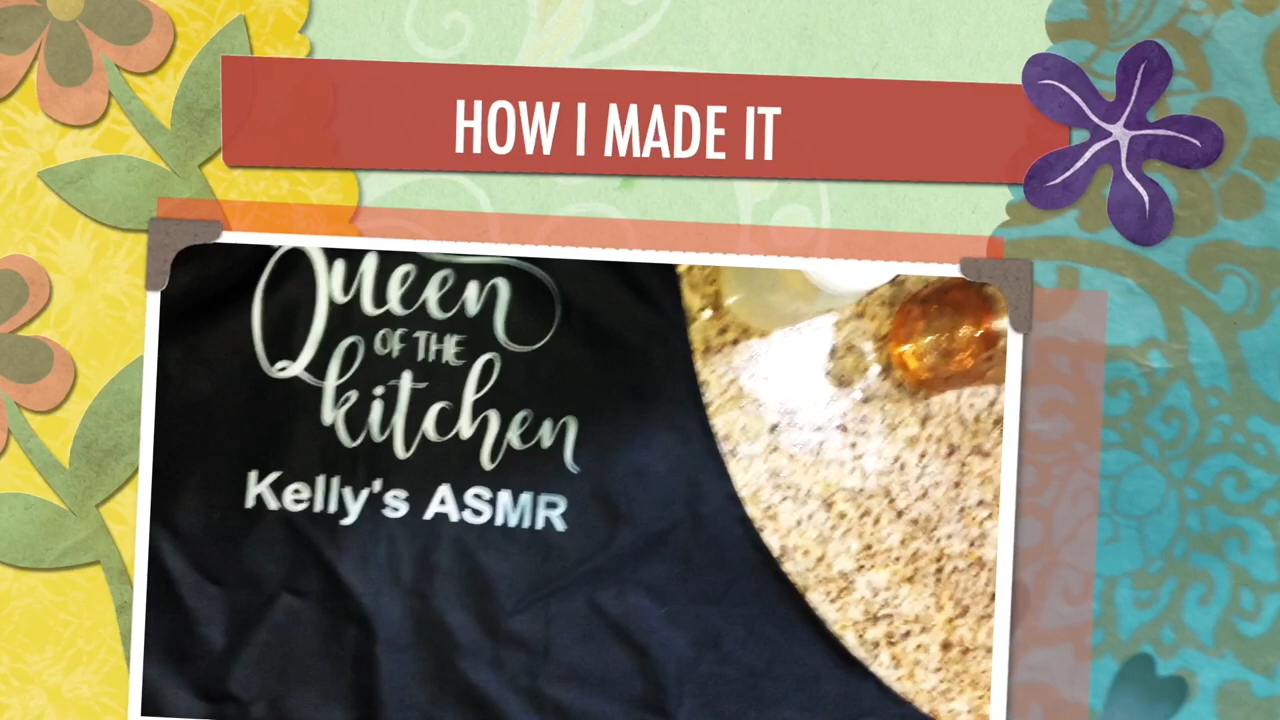 HOW I MADE IT
Queen
OF THE
kitchen
Kelly's ASMR